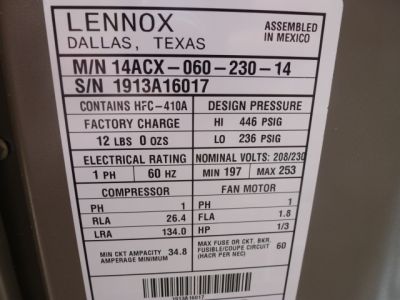 LENNOX
DALLAS, TEXAS
ASSEMBLED
IN MEXICO
M/N 14ACX-060-230-14
S/N 1913A16017
CONTAINS HFC-410A
DESIGN PRESSURE
FACTORY CHARGE
HI 446 PSIG
12 LBS 0 OZS
LO 236 PSIG
ELECTRICAL RATING
NOMINAL VOLTS: 208/230
1 PH 60 HZ
MIN 197 MAX 253
COMPRESSOR
FAN MOTOR
PH 1
PH 1
RLA 26.4
FLA 1.8
LRA 134.0
HP 1/3
MIN CKT AMPACITY 34.8
AMPERAGE MINIMUM
MAX FUSE OR CKT. BKR. 60
FUSIBLE/COUPE CIRCUIT
(HACR PER NEC)
1913A16017